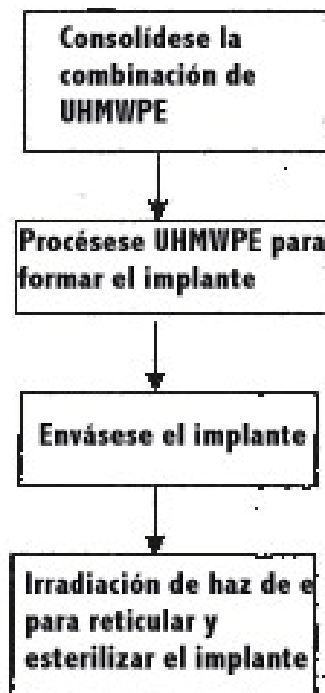 Consolídese la
combinación de
UHMWPE
Procésese UHMWPE para
formar el implante
Envásese el implante
Irradiación de haz de e
para reticular y
esterilizar el implante